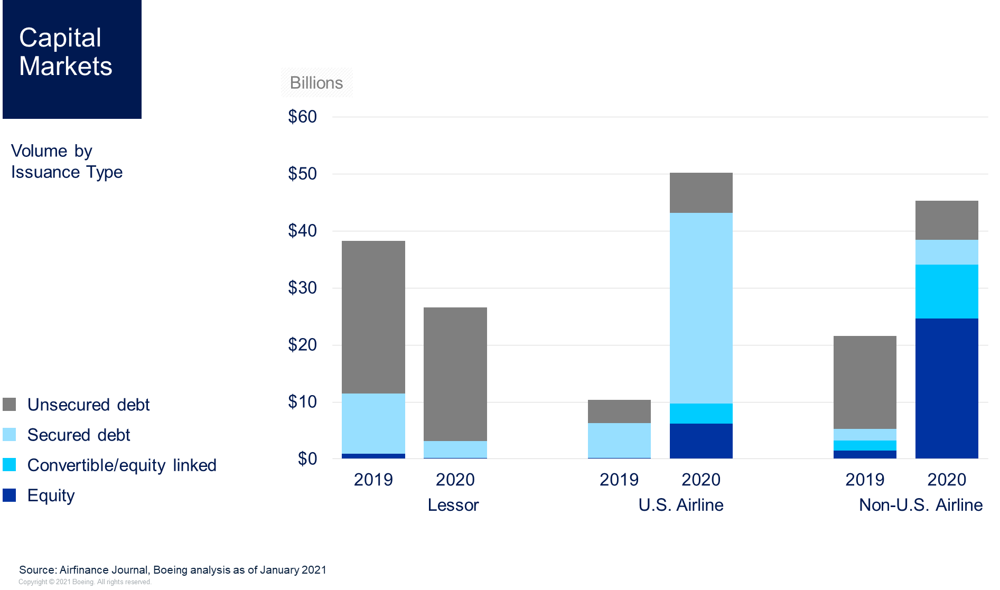 Capital
Markets
Volume by
Issuance Type
Billions
$60
$50
$40
$30
$20
$10
$0
2019 2020 2019 2020 2019 2020
Lessor U.S. Airline Non-U.S. Airline
Unsecured debt
Secured debt
Convertible/equity linked
Equity
Source: Airfinance Journal, Boeing analysis as of January 2021
Copyright © 2021 Boeing. All rights reserved.